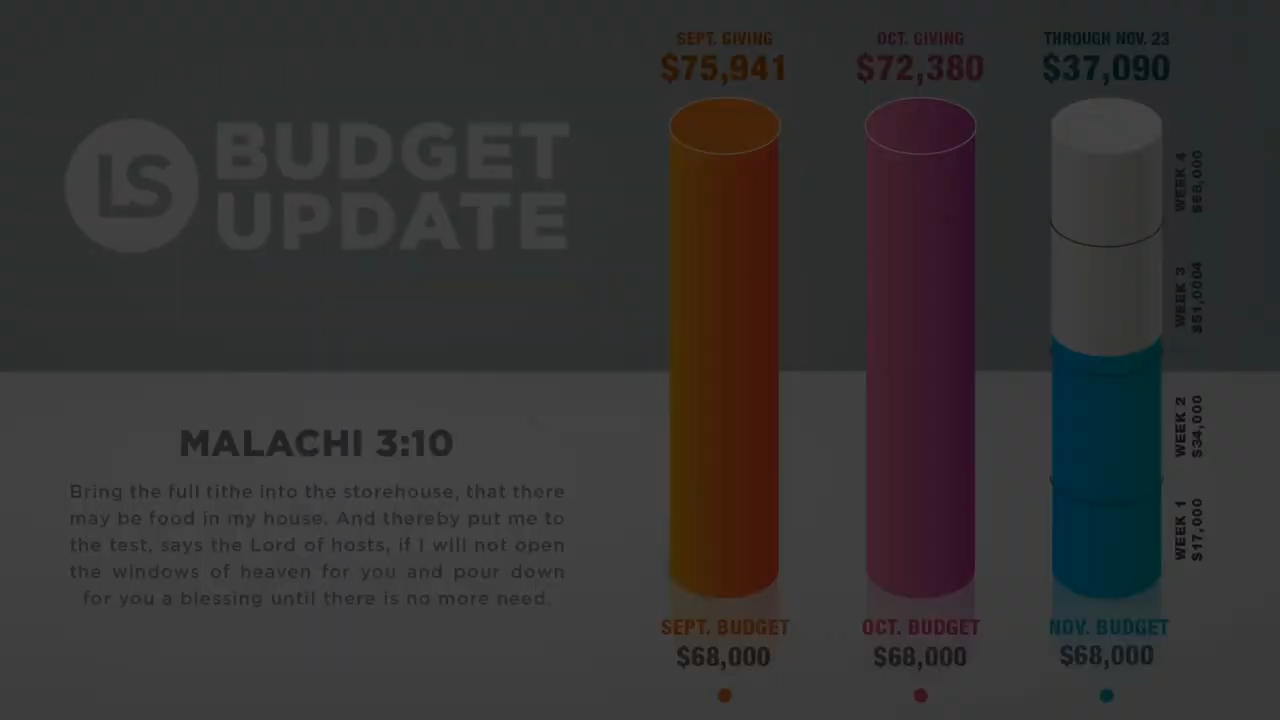 LS
BUDGET
UPDATE
MALACHI 3:10
Bring the full tithe into the storehouse, that there
may be food in my house. And thereby put me to
the test, says the Lord of hosts, if I will not open
the windows of heaven for you and pour down
for you a blessing until there is no more need.
SEPT. GIVING
$75,941
SEPT. BUDGET
$68,000
OCT. GIVING
$72,380
OCT. BUDGET
$68,000
THROUGH NOV. 23
$37,090
WEEK 4
$68,000
WEEK 3
$51,0004
WEEK 2
$34,000
WEEK 1
$17,000
NOV. BUDGET
$68,000